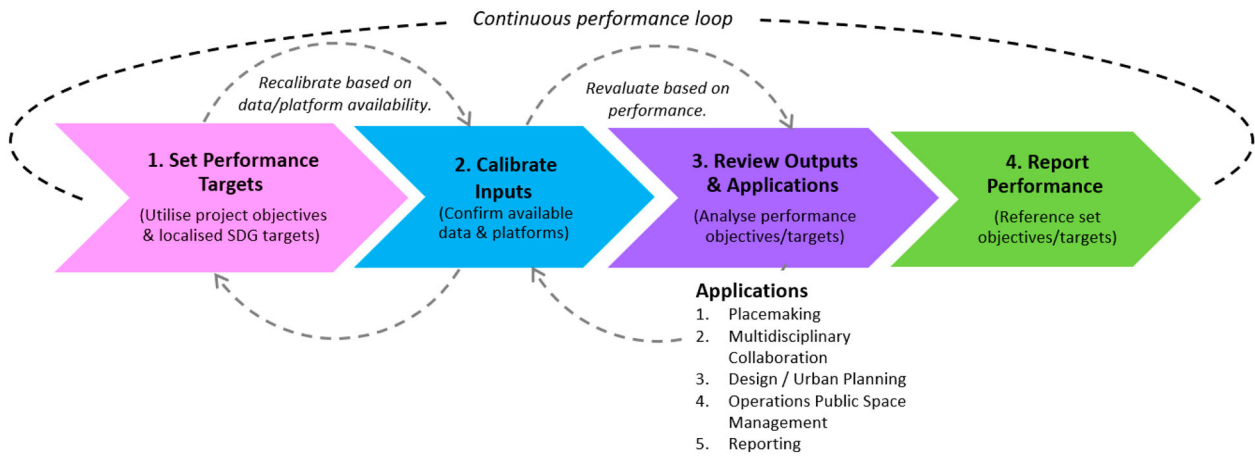 Continuous performance loop
Recalibrate based on
data/platform availability.
Revaluate based on
performance.
1. Set Performance
Targets
(Utilise project objectives
& localised SDG targets)
2. Calibrate
Inputs
(Confirm available
data & platforms)
3. Review Outputs
& Applications
(Analyse performance
objectives/targets)
4. Report
Performance
(Reference set
objectives/targets)
Applications
1. Placemaking
2. Multidisciplinary
Collaboration
3. Design / Urban Planning
4. Operations Public Space
Management
5. Reporting